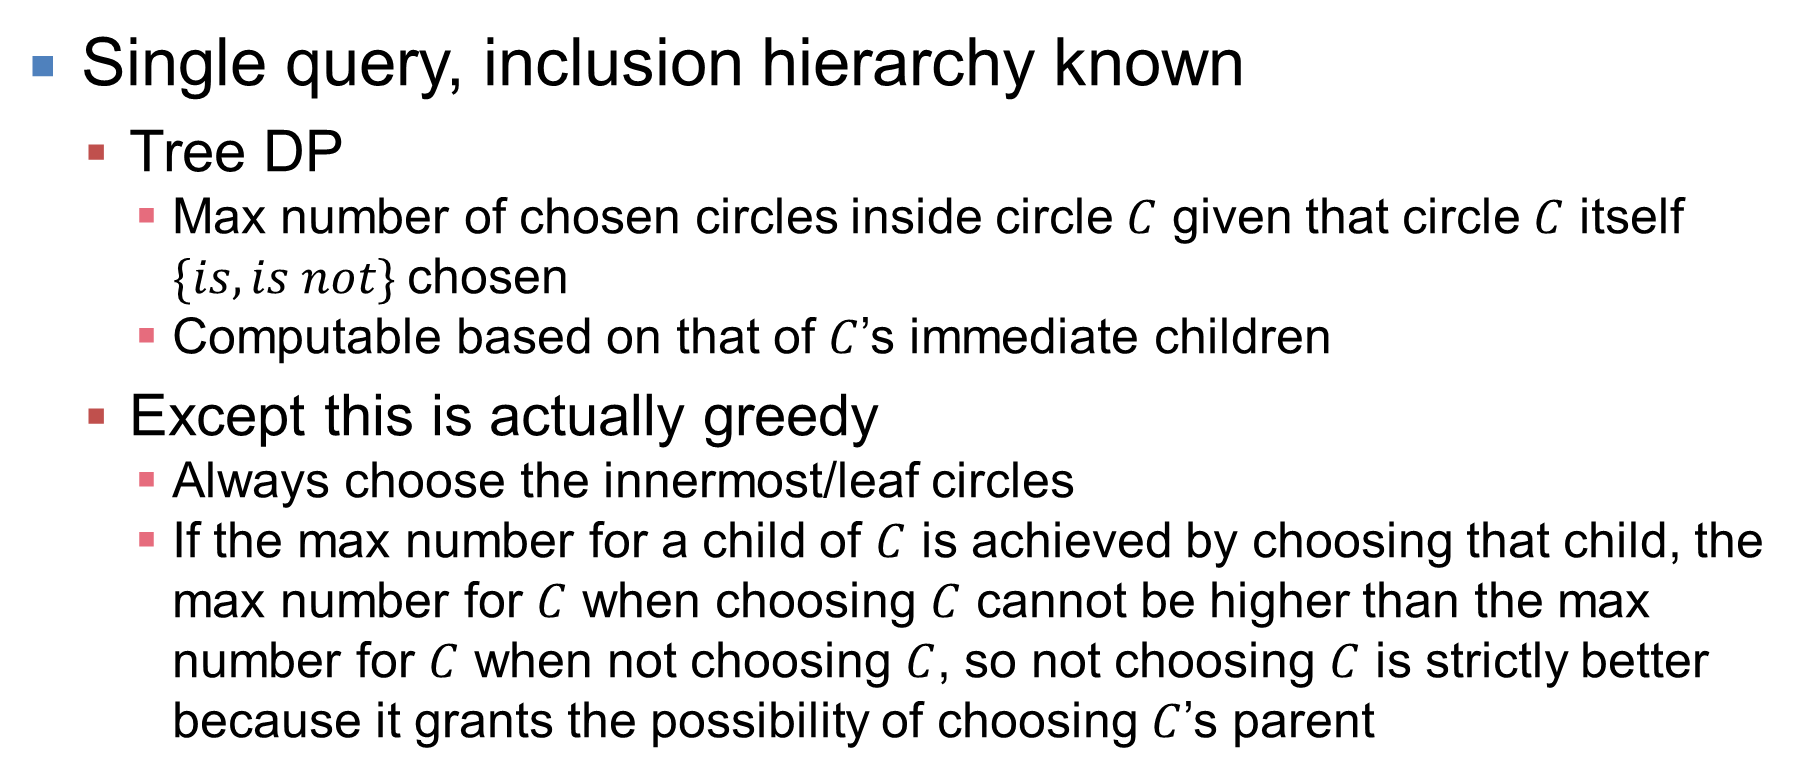 Single query, inclusion hierarchy known
Tree DP
Max number of chosen circles inside circle C given that circle C itself
{is, is not} chosen
Computable based on that of C’s immediate children
Except this is actually greedy
Always choose the innermost/leaf circles
If the max number for a child of C is achieved by choosing that child, the
max number for C when choosing C cannot be higher than the max
number for C when not choosing C, so not choosing C is strictly better
because it grants the possibility of choosing C’s parent